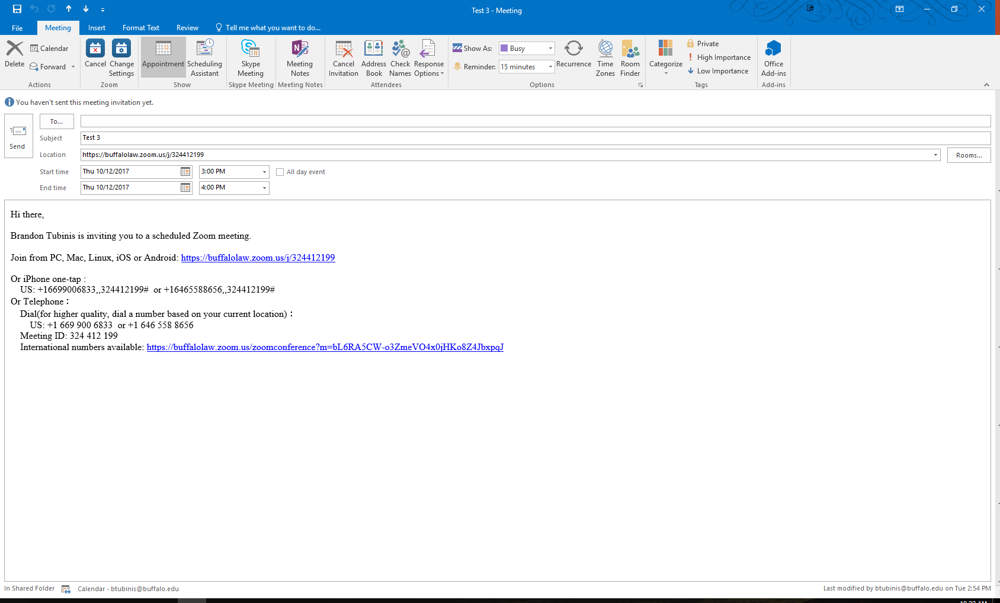 Test 3 - Meeting
File Meeting Insert Format Text Review Tell me what you want to do...
Delete
Calendar
Forward
Actions
Cancel
Change Settings
Zoom
Appointment
Scheduling Assistant
Show
Skype Meeting
Skype Meeting
Meeting Notes
Meeting Notes
Cancel Invitation
Address Book
Check Names
Response Options
Attendees
Show As: Busy
Reminder: 15 minutes
Recurrence
Time Zones
Room Finder
Options
Categorize
Private
High Importance
Low Importance
Tags
Office Add-ins
Add-ins
You haven't sent this meeting invitation yet.
Send
To...
Subject Test 3
Location https://buffalolaw.zoom.us/j/324412199 Rooms...
Start time Thu 10/12/2017 3:00 PM All day event
End time Thu 10/12/2017 4:00 PM
Hi there,
Brandon Tubinis is inviting you to a scheduled Zoom meeting.
Join from PC, Mac, Linux, iOS or Android: https://buffalolaw.zoom.us/j/324412199
Or iPhone one-tap :
US: +16699006833,,324412199# or +16465588656,,324412199#
Or Telephone：
Dial(for higher quality, dial a number based on your current location)：
US: +1 669 900 6833 or +1 646 558 8656
Meeting ID: 324 412 199
International numbers available: https://buffalolaw.zoom.us/zoomconference?m=bL6RA5CW-o3ZmeVO4x0jHKo8Z4JbxpqJ
In Shared Folder Calendar - btubinis@buffalo.edu Last modified by btubinis@buffalo.edu on Tue 2:54 PM